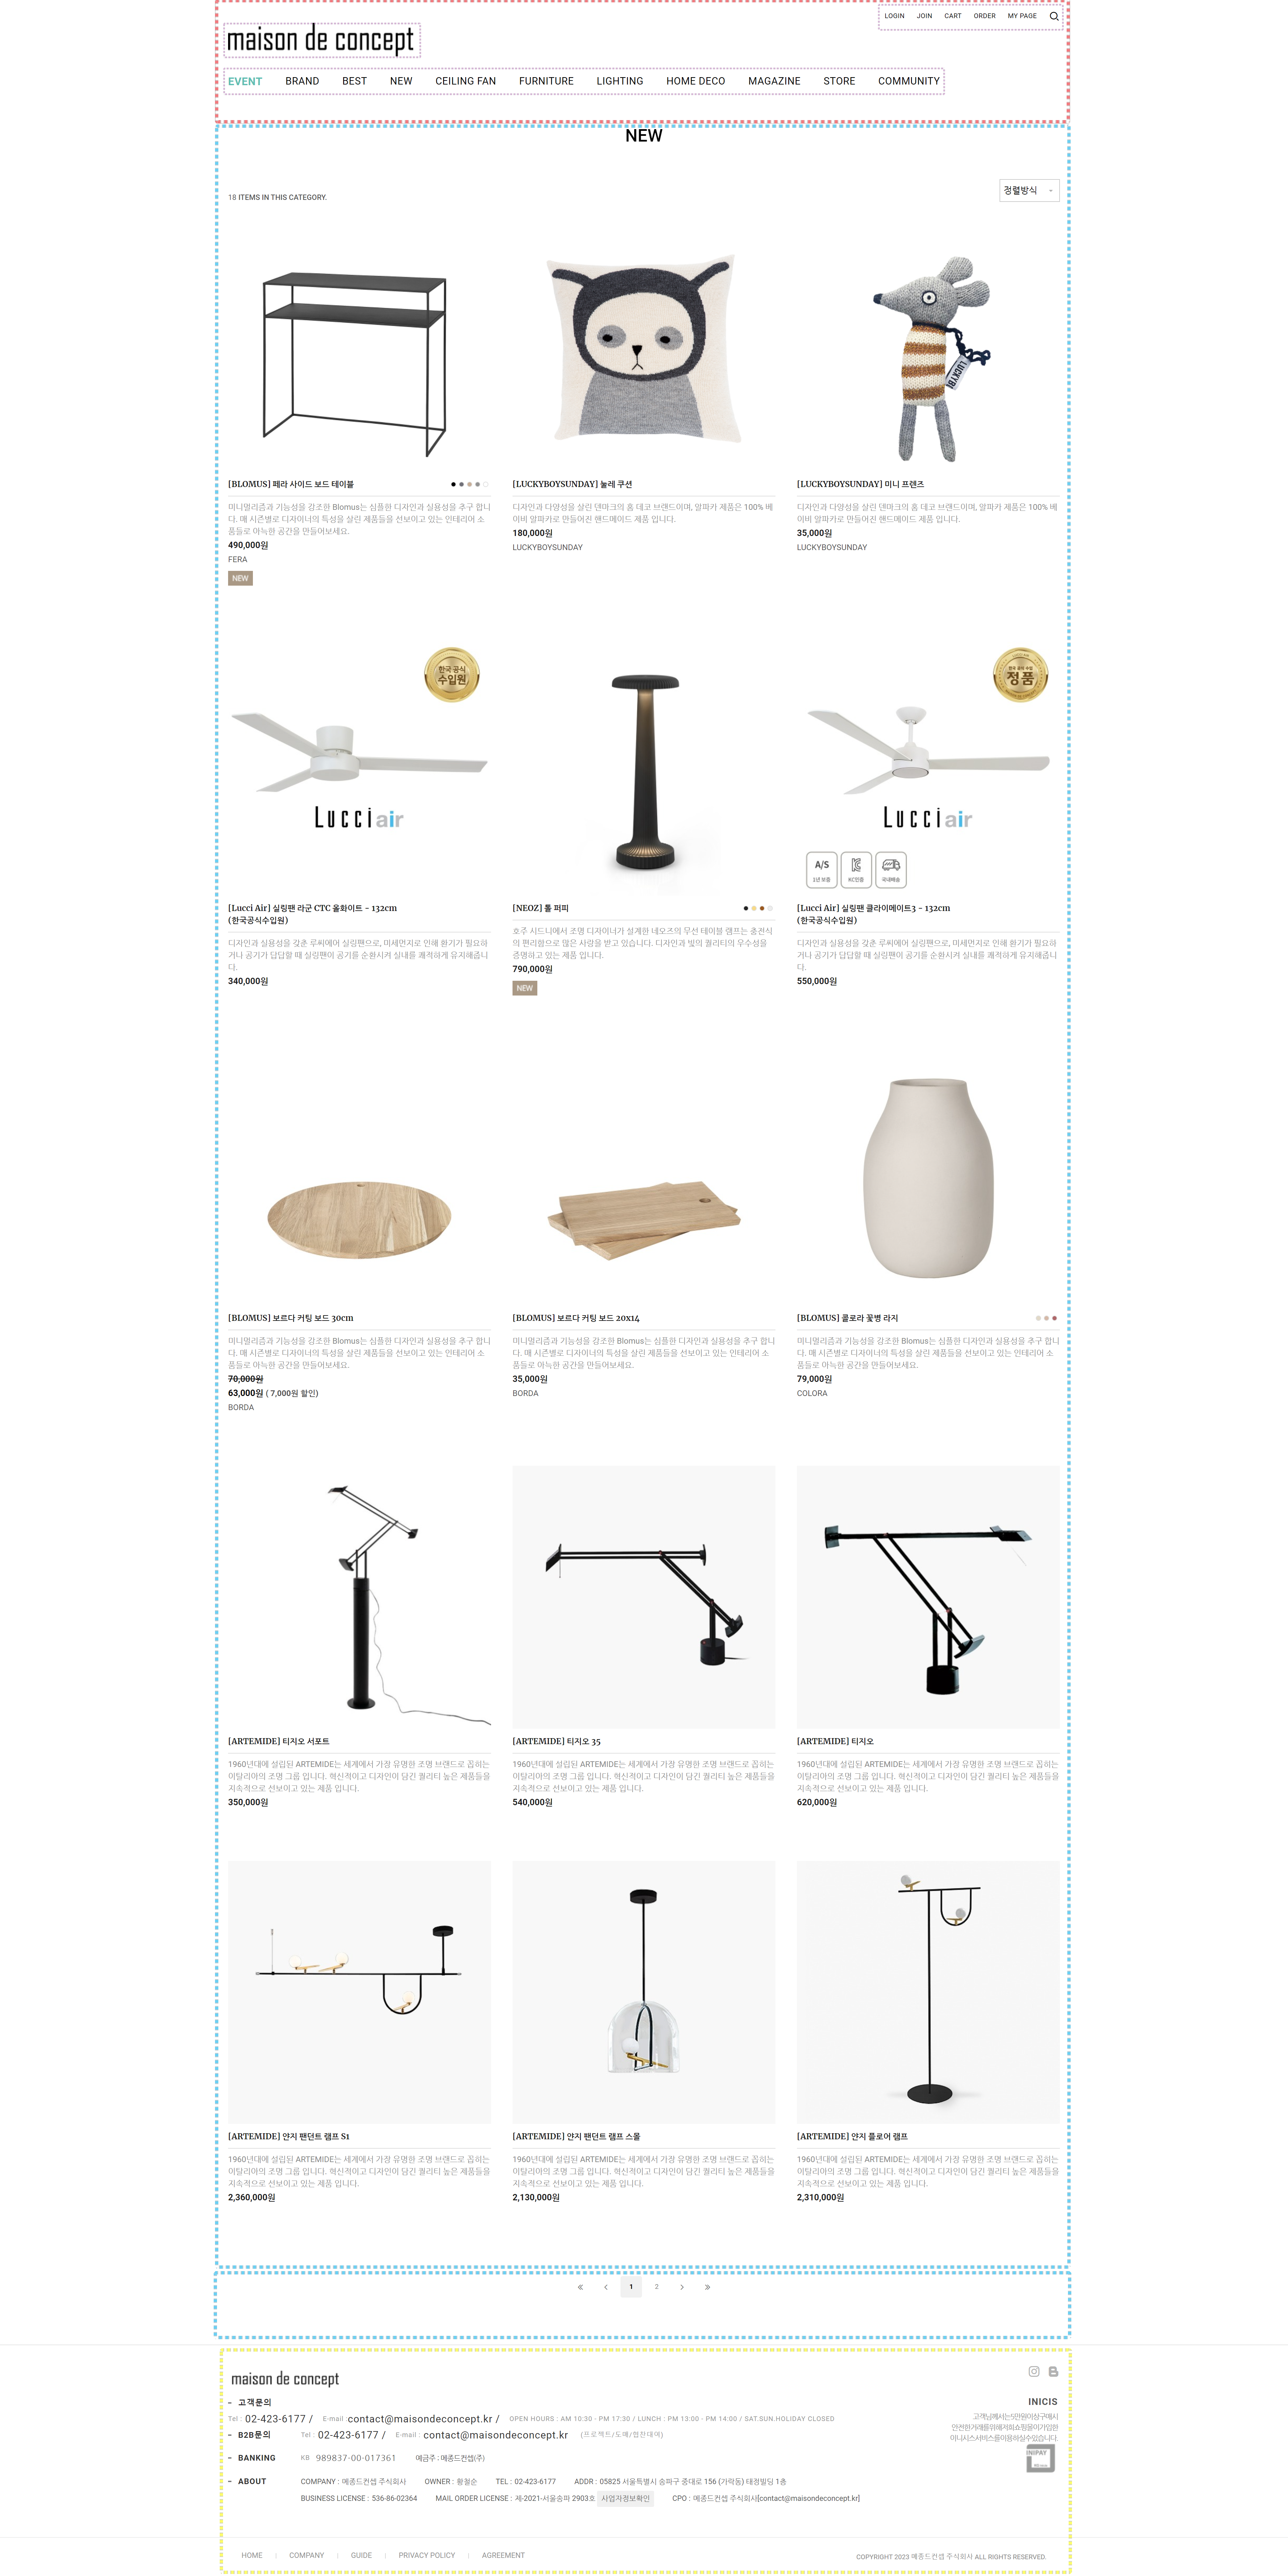 LOGIN JOIN CART ORDER MY PAGE
maison de concept
EVENT BRAND BEST NEW CEILING FAN FURNITURE LIGHTING HOME DECO MAGAZINE STORE COMMUNITY
NEW
18 ITEMS IN THIS CATEGORY.
정렬방식
LUCKYBO
[BLOMUS] 페라 사이드 보드 테이블
미니멀리즘과 기능성을 강조한 Blomus는 심플한 디자인과 실용성을 추구 합니
다. 매 시즌별로 디자이너의 특성을 살린 제품들을 선보이고 있는 인테리어 소
품들로 아늑한 공간을 만들어보세요.
490,000원
FERA
NEW
[LUCKYBOYSUNDAY] 눌레 쿠션
디자인과 다양성을 살린 덴마크의 홈 데코 브랜드이며, 알파카 제품은 100% 베
이비 알파카로 만들어진 핸드메이드 제품 입니다.
180,000원
LUCKYBOYSUNDAY
[LUCKYBOYSUNDAY] 미니 프렌즈
디자인과 다양성을 살린 덴마크의 홈 데코 브랜드이며, 알파카 제품은 100% 베
이비 알파카로 만들어진 핸드메이드 제품 입니다.
35,000원
LUCKYBOYSUNDAY
한국 공식
수입원
Lucci air
한국 공식 수입
정품
Lucci air
A/S
1년 보증
KC인증
국내배송
[Lucci Air] 실링팬 라군 CTC 올화이트 - 132cm
(한국공식수입원)
디자인과 실용성을 갖춘 루씨에어 실링팬으로, 미세먼지로 인해 환기가 필요하
거나 공기가 답답할 때 실링팬이 공기를 순환시켜 실내를 쾌적하게 유지해줍니
다.
340,000원
[NEOZ] 톨 퍼피
호주 시드니에서 조명 디자이너가 설계한 네오즈의 무선 테이블 램프는 충전식
의 편리함으로 많은 사랑을 받고 있습니다. 디자인과 빛의 퀄리티의 우수성을
증명하고 있는 제품 입니다.
790,000원
NEW
[Lucci Air] 실링팬 클라이메이트3 - 132cm
(한국공식수입원)
디자인과 실용성을 갖춘 루씨에어 실링팬으로, 미세먼지로 인해 환기가 필요하
거나 공기가 답답할 때 실링팬이 공기를 순환시켜 실내를 쾌적하게 유지해줍니
다.
550,000원
[BLOMUS] 보르다 커팅 보드 30cm
미니멀리즘과 기능성을 강조한 Blomus는 심플한 디자인과 실용성을 추구 합니
다. 매 시즌별로 디자이너의 특성을 살린 제품들을 선보이고 있는 인테리어 소
품들로 아늑한 공간을 만들어보세요.
70,000원
63,000원 ( 7,000원 할인)
BORDA
[BLOMUS] 보르다 커팅 보드 20x14
미니멀리즘과 기능성을 강조한 Blomus는 심플한 디자인과 실용성을 추구 합니
다. 매 시즌별로 디자이너의 특성을 살린 제품들을 선보이고 있는 인테리어 소
품들로 아늑한 공간을 만들어보세요.
35,000원
BORDA
[BLOMUS] 콜로라 꽃병 라지
미니멀리즘과 기능성을 강조한 Blomus는 심플한 디자인과 실용성을 추구 합니
다. 매 시즌별로 디자이너의 특성을 살린 제품들을 선보이고 있는 인테리어 소
품들로 아늑한 공간을 만들어보세요.
79,000원
COLORA
[ARTEMIDE] 티지오 서포트
1960년대에 설립된 ARTEMIDE는 세계에서 가장 유명한 조명 브랜드로 꼽히는
이탈리아의 조명 그룹 입니다. 혁신적이고 디자인이 담긴 퀄리티 높은 제품들을
지속적으로 선보이고 있는 제품 입니다.
350,000원
[ARTEMIDE] 티지오 35
1960년대에 설립된 ARTEMIDE는 세계에서 가장 유명한 조명 브랜드로 꼽히는
이탈리아의 조명 그룹 입니다. 혁신적이고 디자인이 담긴 퀄리티 높은 제품들을
지속적으로 선보이고 있는 제품 입니다.
540,000원
[ARTEMIDE] 티지오
1960년대에 설립된 ARTEMIDE는 세계에서 가장 유명한 조명 브랜드로 꼽히는
이탈리아의 조명 그룹 입니다. 혁신적이고 디자인이 담긴 퀄리티 높은 제품들을
지속적으로 선보이고 있는 제품 입니다.
620,000원
[ARTEMIDE] 얀지 팬던트 램프 S1
1960년대에 설립된 ARTEMIDE는 세계에서 가장 유명한 조명 브랜드로 꼽히는
이탈리아의 조명 그룹 입니다. 혁신적이고 디자인이 담긴 퀄리티 높은 제품들을
지속적으로 선보이고 있는 제품 입니다.
2,360,000원
[ARTEMIDE] 얀지 팬던트 램프 스몰
1960년대에 설립된 ARTEMIDE는 세계에서 가장 유명한 조명 브랜드로 꼽히는
이탈리아의 조명 그룹 입니다. 혁신적이고 디자인이 담긴 퀄리티 높은 제품들을
지속적으로 선보이고 있는 제품 입니다.
2,130,000원
[ARTEMIDE] 얀지 플로어 램프
1960년대에 설립된 ARTEMIDE는 세계에서 가장 유명한 조명 브랜드로 꼽히는
이탈리아의 조명 그룹 입니다. 혁신적이고 디자인이 담긴 퀄리티 높은 제품들을
지속적으로 선보이고 있는 제품 입니다.
2,310,000원
1 2
maison de concept
- 고객문의
Tel : 02-423-6177 / E-mail :contact@maisondeconcept.kr / OPEN HOURS : AM 10:30 - PM 17:30 / LUNCH : PM 13:00 - PM 14:00 / SAT.SUN.HOLIDAY CLOSED
- B2B문의 Tel : 02-423-6177 / E-mail : contact@maisondeconcept.kr (프로젝트/도매/법인대량)
- BANKING KB 989837-00-017361 예금주 : 메종드컨셉(주)
- ABOUT COMPANY : 메종드컨셉 주식회사 OWNER : 황철순 TEL : 02-423-6177 ADDR : 05825 서울특별시 송파구 중대로 156 (가락동) 태정빌딩 1층
BUSINESS LICENSE : 536-86-02364 MAIL ORDER LICENSE : 제-2021-서울송파 2903호 사업자정보확인 CPO : 메종드컨셉 주식회사[contact@maisondeconcept.kr]
INICIS
고객님께서는5만원이상구매시
안전한거래를위해저희쇼핑몰이가입한
이니시스서비스를이용하실수있습니다.
INIPAY
HOME COMPANY GUIDE PRIVACY POLICY AGREEMENT
COPYRIGHT 2023 메종드컨셉 주식회사 ALL RIGHTS RESERVED.